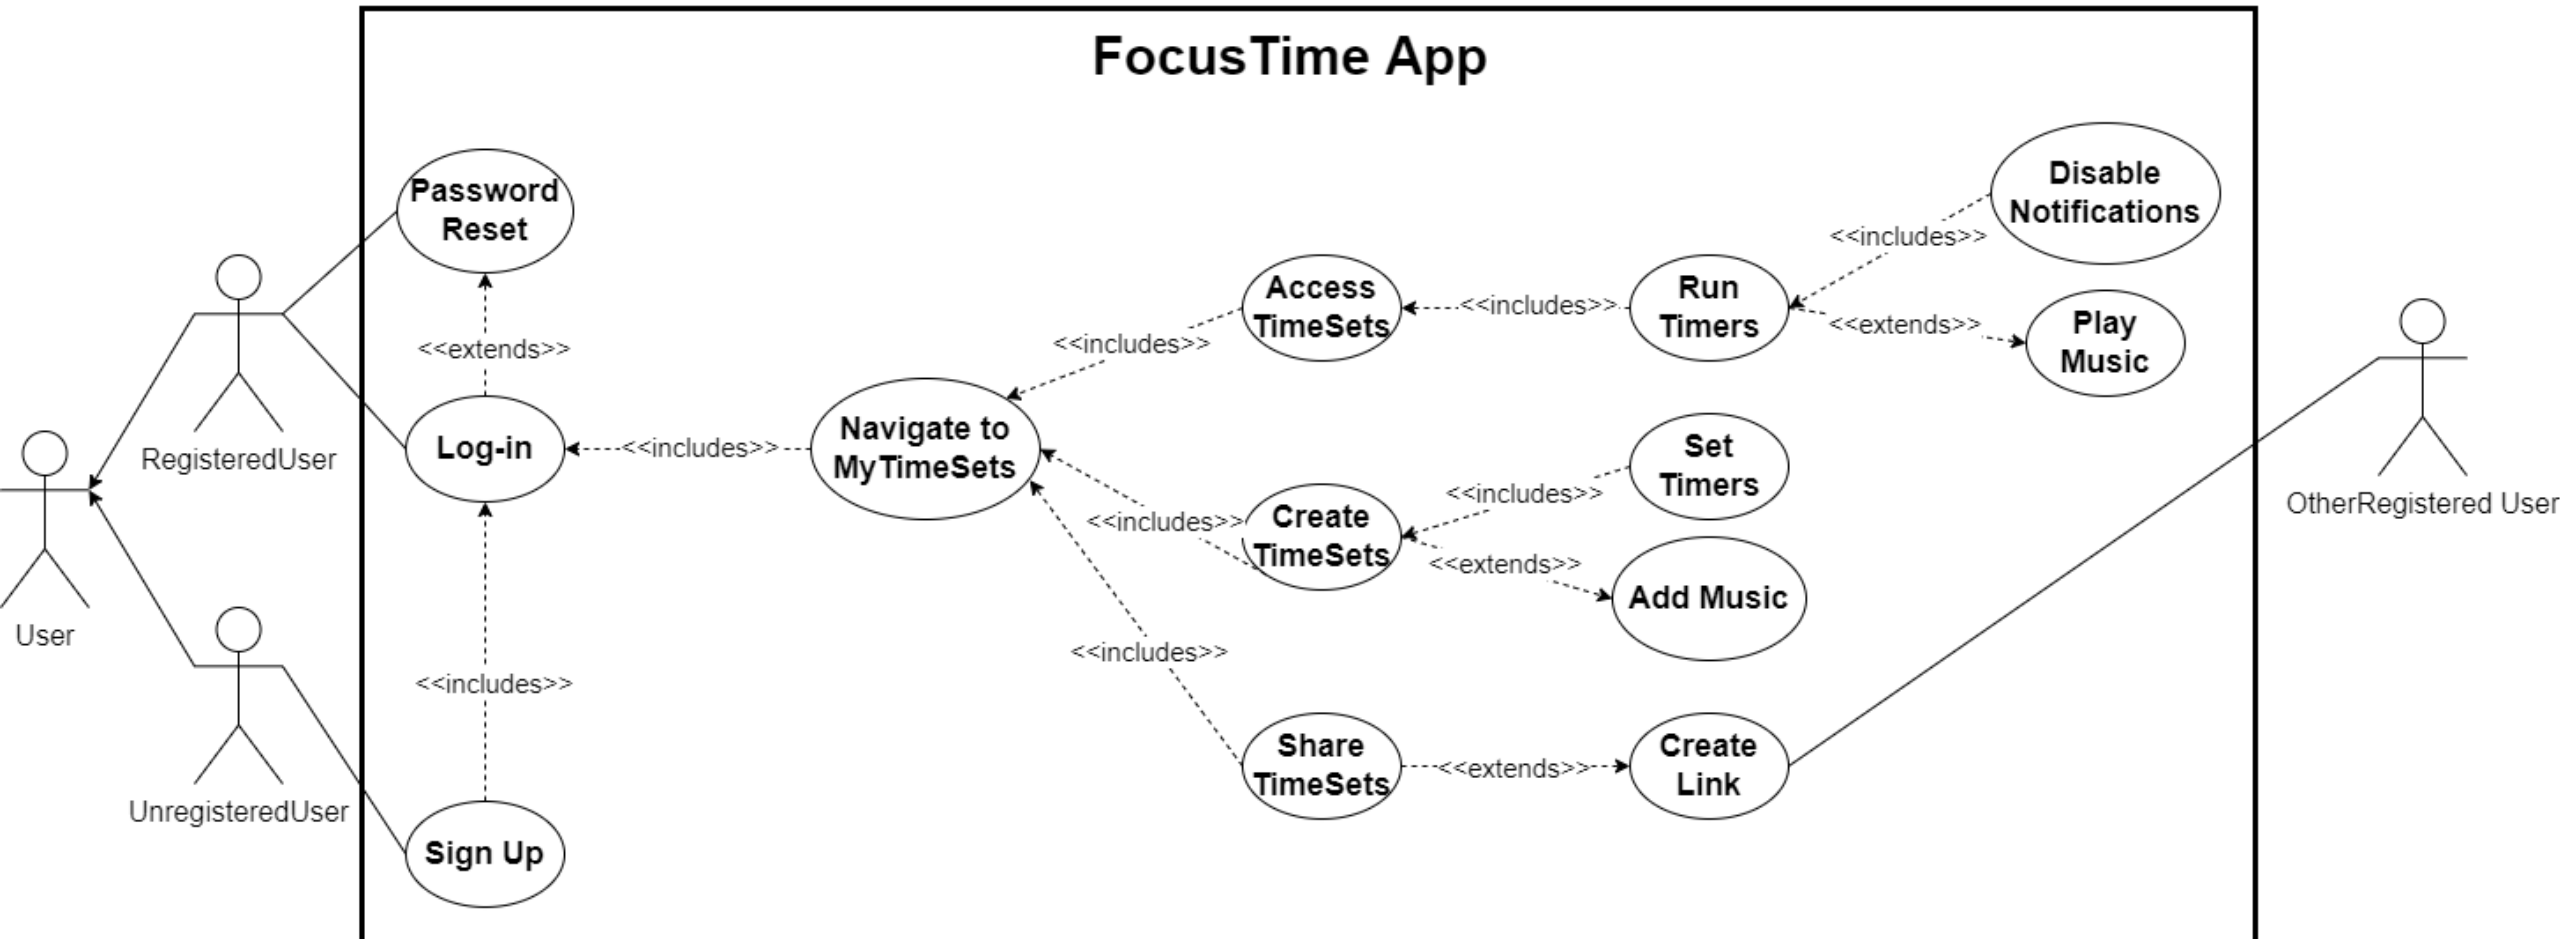 FocusTime App
Password
Reset
<<extends>>
Log-in
<<includes>>
Sign Up
RegisteredUser
User
UnregisteredUser
<<includes>>
Navigate to
MyTimeSets
<<includes>>
<<includes>>
<<includes>>
Access
TimeSets
<<includes>>
Run
Timers
<<includes>>
Disable
Notifications
<<extends>>
Play
Music
Create
TimeSets
<<includes>>
Set
Timers
<<extends>>
Add Music
Share
TimeSets
<<extends>>
Create
Link
OtherRegistered User